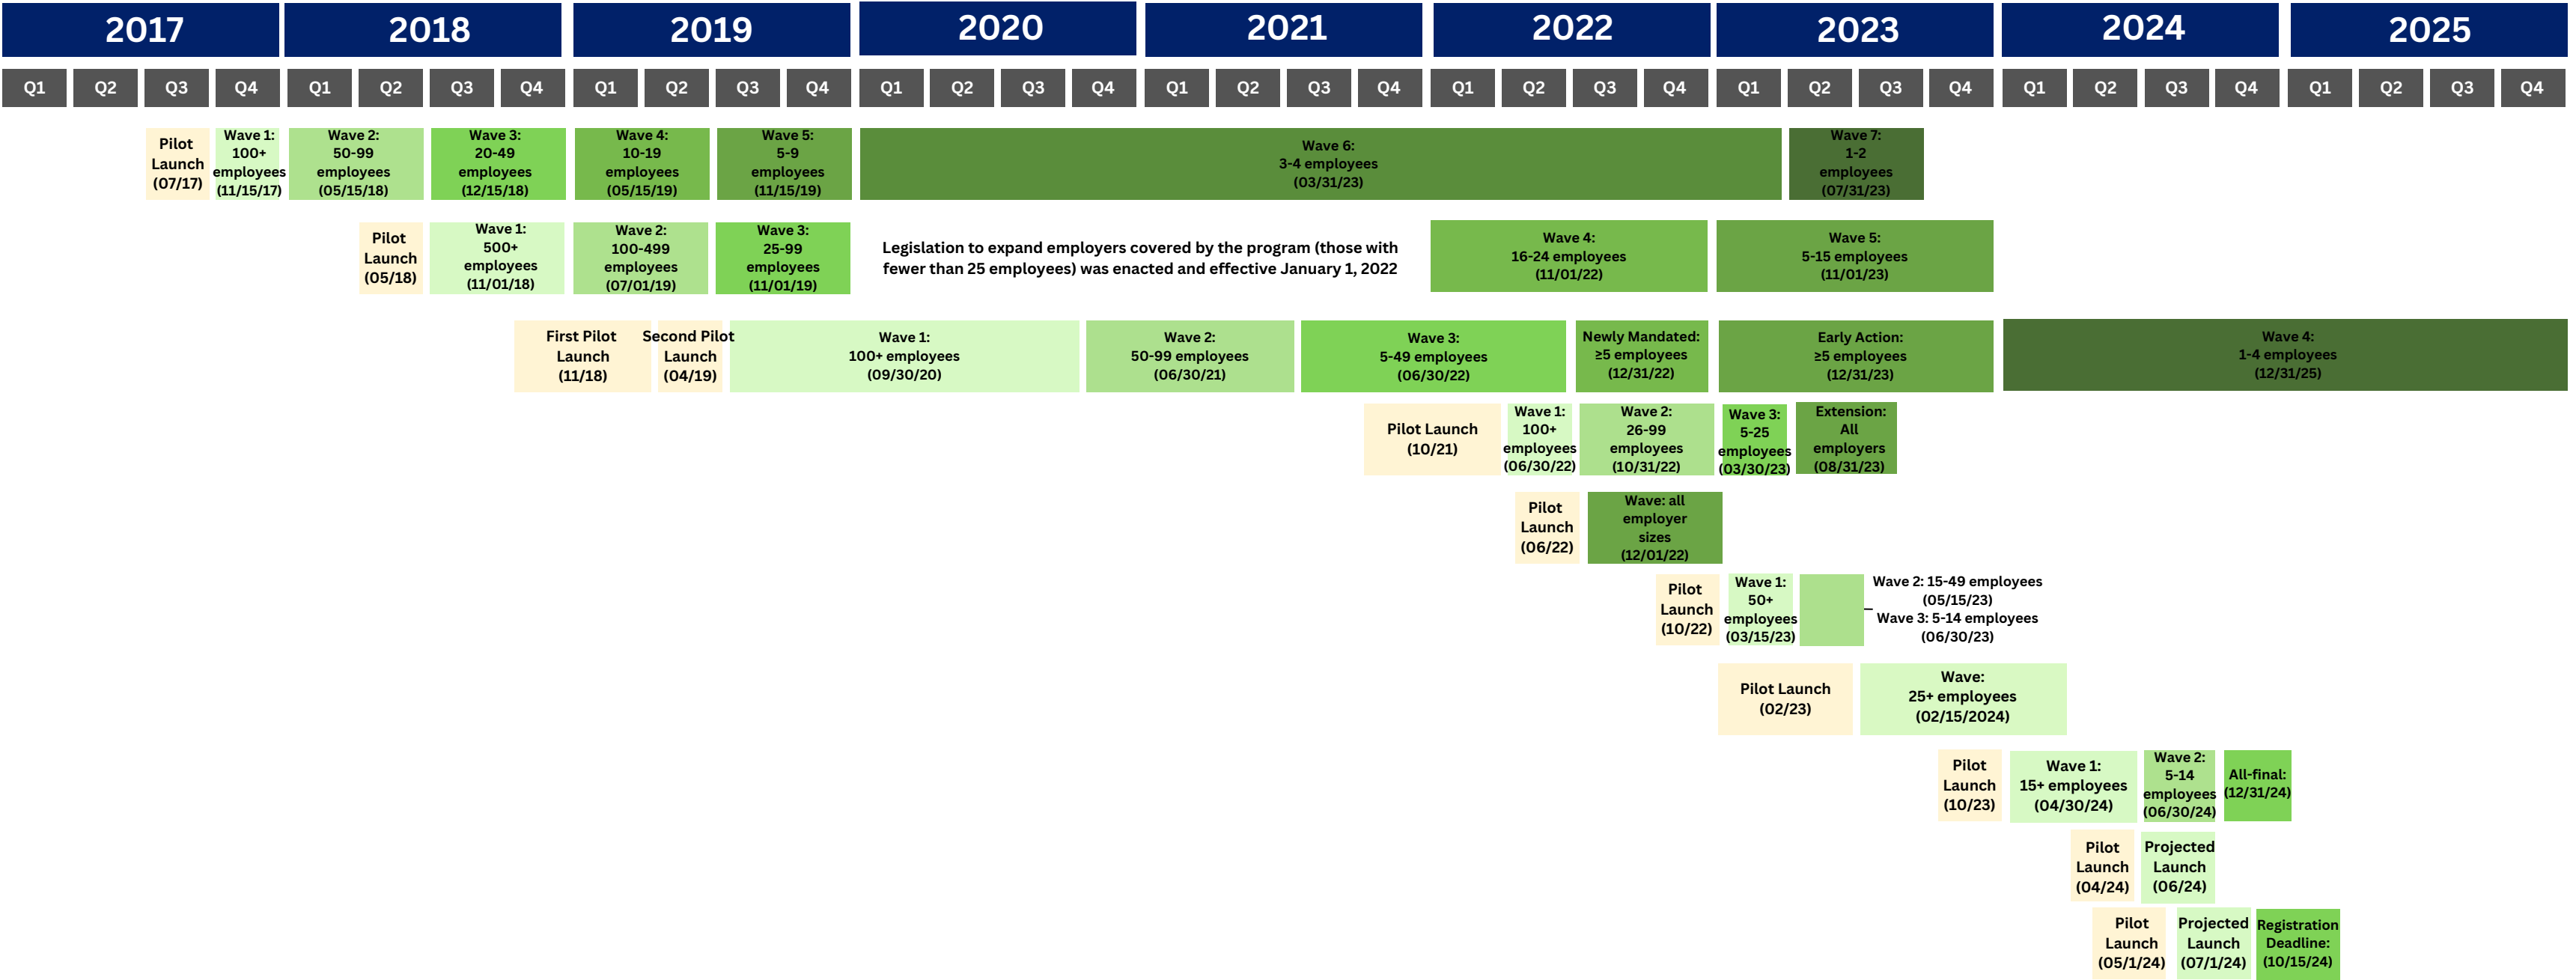 2017
2018
2019
2020
2021
2022
2023
2024
2025
Q1
Q2
Q3
Q4
Q1
Q2
Q3
Q4
Q1
Q2
Q3
Q4
Q1
Q2
Q3
Q4
Q1
Q2
Q3
Q4
Q1
Q2
Q3
Q4
Q1
Q2
Q3
Q4
Q1
Q2
Q3
Q4
Q1
Q2
Q3
Q4
Pilot
Launch
(07/17)
Wave 1:
100+
employees
(11/15/17)
Wave 2:
50-99
employees
(05/15/18)
Wave 3:
20-49
employees
(12/15/18)
Wave 4:
10-19
employees
(05/15/19)
Wave 5:
5-9
employees
(11/15/19)
Wave 6:
3-4 employees
(03/31/23)
Wave 7:
1-2
employees
(07/31/23)
Pilot
Launch
(05/18)
Wave 1:
500+
employees
(11/01/18)
Wave 2:
100-499
employees
(07/01/19)
Wave 3:
25-99
employees
(11/01/19)
Legislation to expand employers covered by the program (those with
fewer than 25 employees) was enacted and effective January 1, 2022
Wave 4:
16-24 employees
(11/01/22)
Wave 5:
5-15 employees
(11/01/23)
First Pilot
Launch
(11/18)
Second Pilot
Launch
(04/19)
Wave 1:
100+ employees
(09/30/20)
Wave 2:
50-99 employees
(06/30/21)
Wave 3:
5-49 employees
(06/30/22)
Newly Mandated:
≥5 employees
(12/31/22)
Early Action:
≥5 employees
(12/31/23)
Wave 4:
1-4 employees
(12/31/25)
Pilot Launch
(10/21)
Wave 1:
100+
employees
(06/30/22)
Wave 2:
26-99
employees
(10/31/22)
Wave 3:
5-25
employees
(03/30/23)
Extension:
All
employers
(08/31/23)
Pilot
Launch
(06/22)
Wave: all
employer
sizes
(12/01/22)
Pilot
Launch
(10/22)
Wave 1:
50+
employees
(03/15/23)
Wave 2: 15-49 employees
(05/15/23)
Wave 3: 5-14 employees
(06/30/23)
Pilot Launch
(02/23)
Wave:
25+ employees
(02/15/2024)
Pilot
Launch
(10/23)
Wave 1:
15+ employees
(04/30/24)
Wave 2:
5-14
employees
(06/30/24)
All-final:
(12/31/24)
Pilot
Launch
(04/24)
Projected
Launch
(06/24)
Pilot
Launch
(05/1/24)
Projected
Launch
(07/1/24)
Registration
Deadline:
(10/15/24)